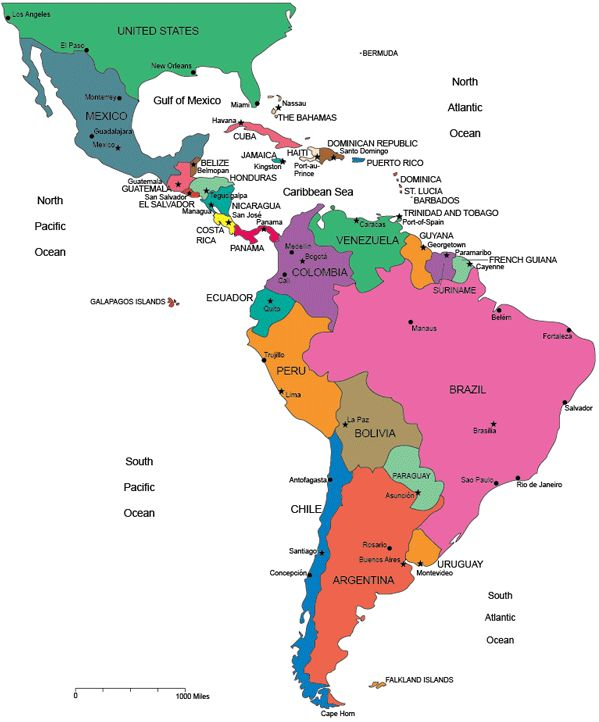 Los Angeles
UNITED STATES
El Paso
BERMUDA
New Orleans
North
Atlantic
Ocean
Monterrey
Gulf of Mexico
Miami
Nassau
THE BAHAMAS
MEXICO
Havana
CUBA
Guadalajara
Mexico
DOMINICAN REPUBLIC
Santo Domingo
HAITI
Port-au-
Prince
JAMAICA
Kingston
PUERTO RICO
BELIZE
Belmopan
HONDURAS
Guatemala
GUATEMALA
Tegucigalpa
San Salvador
EL SALVADOR
Caribbean Sea
DOMINICA
ST. LUCIA
BARBADOS
NICARAGUA
Managua
San José
COSTA
RICA
Panama
PANAMA
North
Pacific
Ocean
TRINIDAD AND TOBAGO
Port-of-Spain
Caracas
VENEZUELA
GUYANA
Georgetown
Paramaribo
FRENCH GUIANA
Cayenne
SURINAME
Medellín
Bogotá
COLOMBIA
Cali
GALAPAGOS ISLANDS
ECUADOR
Quito
Belém
Manaus
Fortaleza
Trujillo
PERU
Lima
BRAZIL
Salvador
La Paz
BOLIVIA
Brasilia
South
Pacific
Ocean
PARAGUAY
Asunción
Sao Paulo
Rio de Janeiro
Antofagasta
CHILE
Santiago
Rosario
Buenos Aires
URUGUAY
Montevideo
Concepción
ARGENTINA
South
Atlantic
Ocean
FALKLAND ISLANDS
0
1000 Miles
Cape Horn